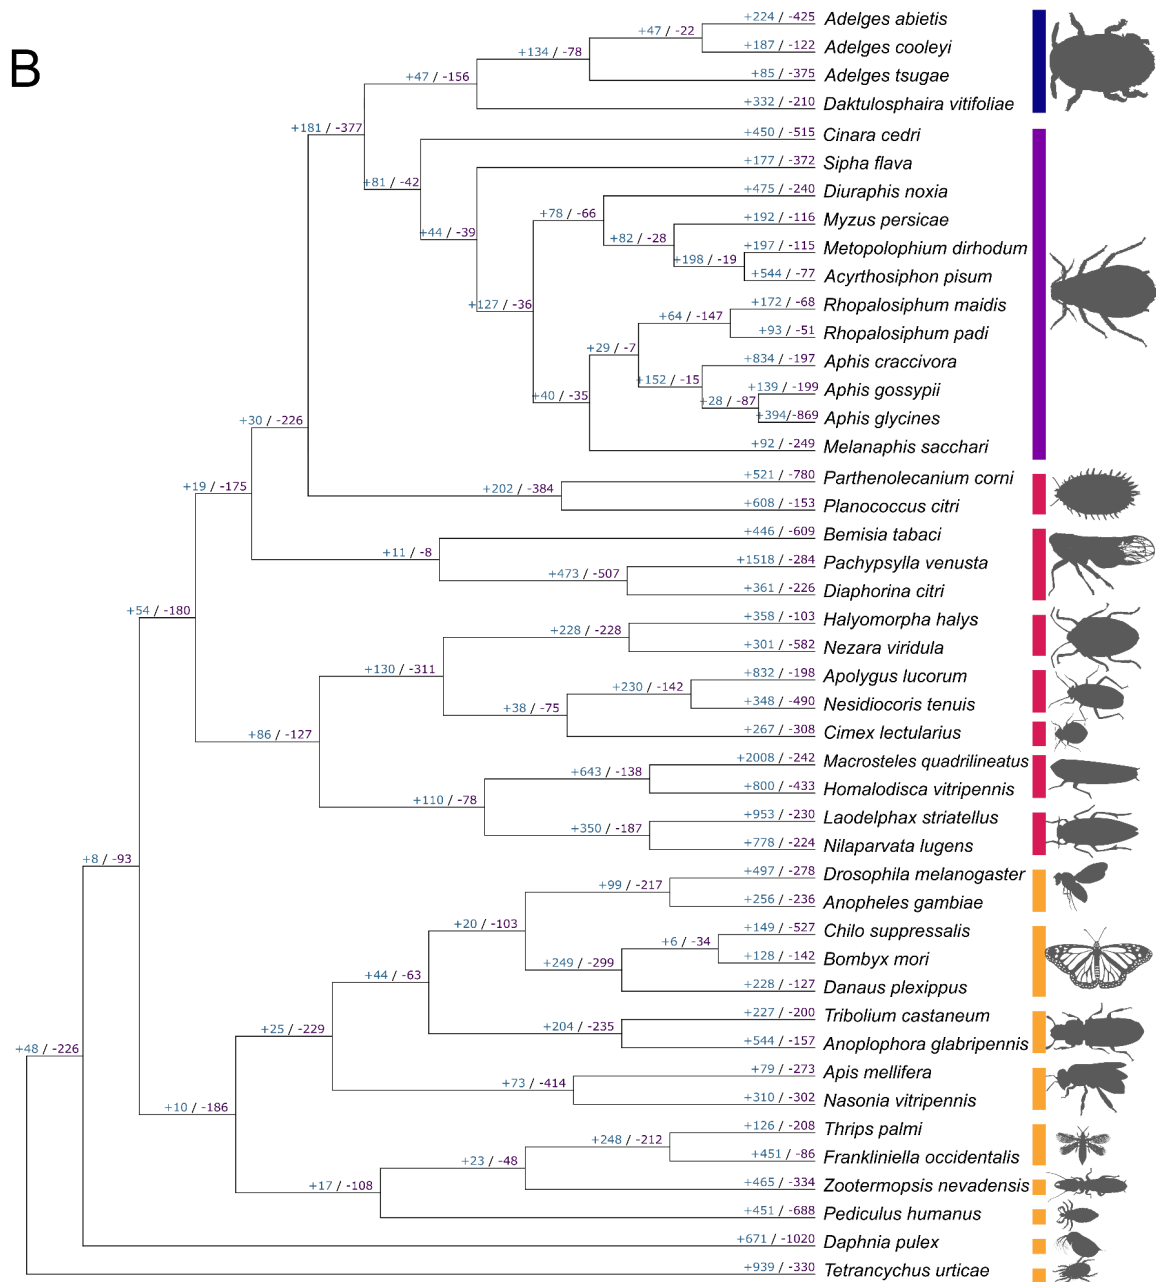 B
+224 / -425 Adelges abietis
+47 / -22
+187 / -122 Adelges cooleyi
+134 / -78
+85 / -375 Adelges tsugae
+47 / -156
+332 / -210 Daktulosphaira vitifoliae
+181 / -377
+450 / -515 Cinara cedri
+177 / -372 Sipha flava
+81 / -42
+475 / -240 Diuraphis noxia
+78 / -66
+192 / -116 Myzus persicae
+44 / -39
+82 / -28
+197 / -115 Metopolophium dirhodum
+198 / -19
+544 / -77 Acyrthosiphon pisum
+127 / -36
+172 / -68 Rhopalosiphum maidis
+64 / -147
+93 / -51 Rhopalosiphum padi
+29 / -7
+834 / -197 Aphis craccivora
+152 / -15
+139 / -199 Aphis gossypii
+40 / -35
+28 / -87
+394/-869 Aphis glycines
+30 / -226
+92 / -249 Melanaphis sacchari
+521 / -780 Parthenolecanium corni
+19 / -175
+202 / -384
+608 / -153 Planococcus citri
+446 / -609 Bemisia tabaci
+11 / -8
+1518 / -284 Pachypsylla venusta
+473 / -507
+361 / -226 Diaphorina citri
+54 / -180
+358 / -103 Halyomorpha halys
+228 / -228
+301 / -582 Nezara viridula
+130 / -311
+832 / -198 Apolygus lucorum
+230 / -142
+348 / -490 Nesidiocoris tenuis
+38 / -75
+267 / -308 Cimex lectularius
+86 / -127
+2008 / -242 Macrosteles quadrilineatus
+643 / -138
+800 / -433 Homalodisca vitripennis
+110 / -78
+953 / -230 Laodelphax striatellus
+350 / -187
+778 / -224 Nilaparvata lugens
+8 / -93
+497 / -278 Drosophila melanogaster
+99 / -217
+256 / -236 Anopheles gambiae
+20 / -103
+149 / -527 Chilo suppressalis
+6 / -34
+128 / -142 Bombyx mori
+249 / -299
+44 / -63
+228 / -127 Danaus plexippus
+227 / -200 Tribolium castaneum
+204 / -235
+25 / -229
+544 / -157 Anoplophora glabripennis
+48 / -226
+79 / -273 Apis mellifera
+73 / -414
+310 / -302 Nasonia vitripennis
+10 / -186
+126 / -208 Thrips palmi
+248 / -212
+451 / -86 Frankliniella occidentalis
+23 / -48
+465 / -334 Zootermopsis nevadensis
+17 / -108
+451 / -688 Pediculus humanus
+671 / -1020 Daphnia pulex
+939 / -330 Tetrancychus urticae